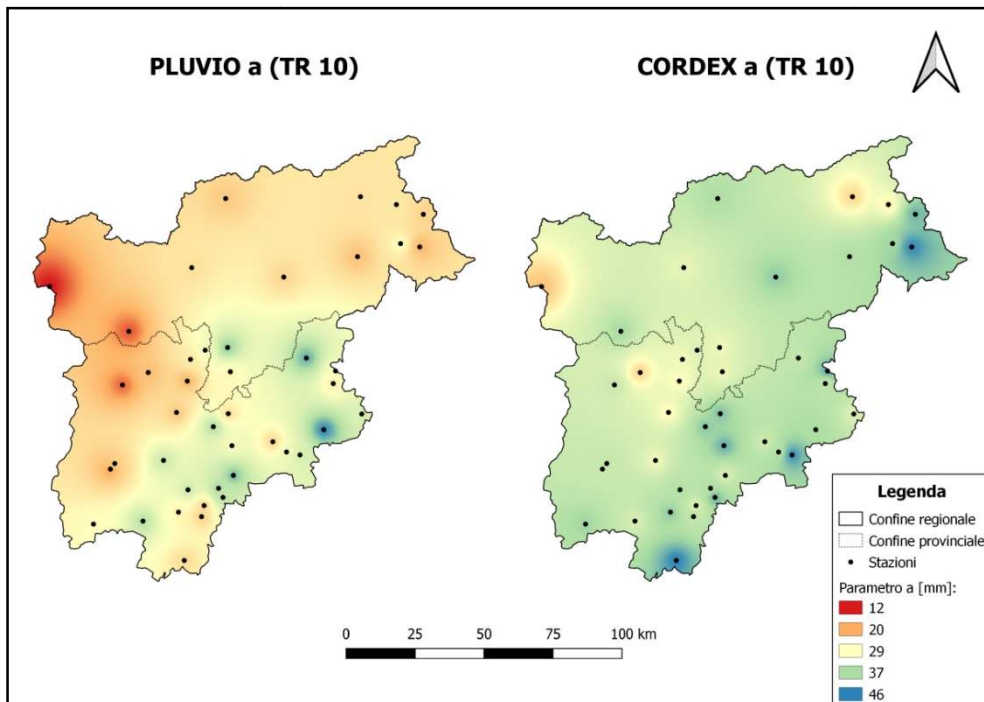 PLUVIO a (TR 10)
CORDEX a (TR 10)
Legenda
Confine regionale
Confine provinciale
Stazioni
Parametro a [mm]:
12
20
29
37
46
0 25 50 75 100 km